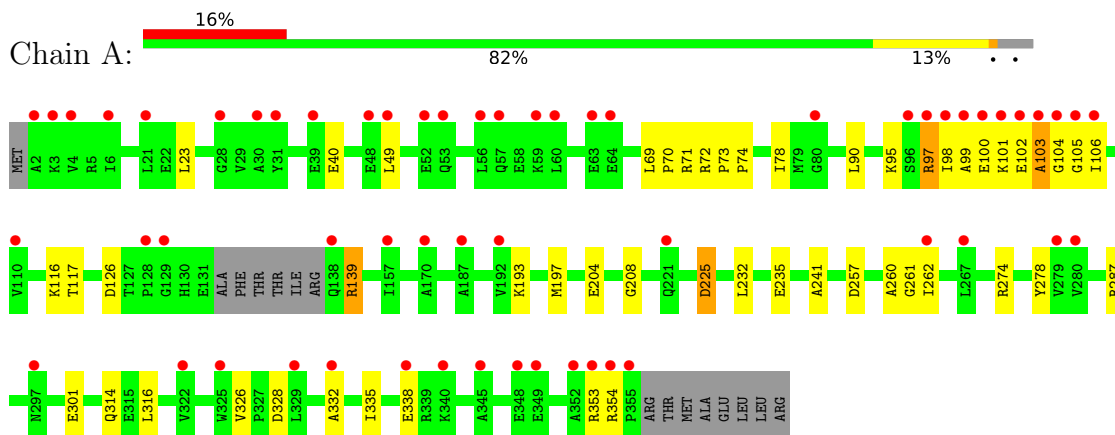 16%
Chain A:
82% 13% • •
MET A2 K3 V4 R5 I6 L21 E22 L23 G28 V29 A30 Y31 E39 E40 E48 L49 E52 Q53 L56 Q57 E58 K59 L60 E63 E64 L69 P70 R71 R72 P73 P74 I78 M79 G80 L90 K95 S96 R97 I98 A99 E100 K101 E102 A103 G104 G105 I106
V110 K116 T117 D126 T127 P128 G129 H130 E131 ALA PHE THR THR ILE ARG Q138 R139 I157 A170 A187 V192 K193 M197 E204 G208 Q221 D225 L232 E235 A241 D257 A260 G261 I262 L267 R274 Y278 V279 V280
N297 E301 Q314 E315 L316 V322 W325 V326 P327 D328 L329 A332 I335 E338 R339 K340 A345 E348 E349 A352 R353 R354 P355 ARG THR MET ALA GLU LEU LEU ARG